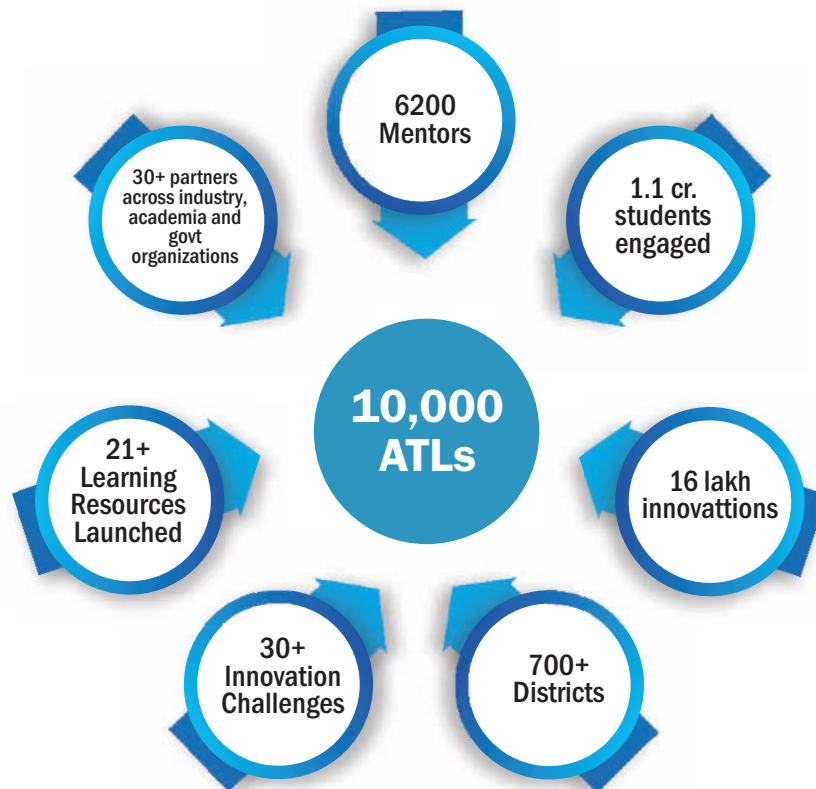 6200
Mentors
30+ partners
across industry,
academia and
govt
organizations
1.1 cr.
students
engaged
10,000
ATLs
21+
Learning
Resources
Launched
16 lakh
innovattions
30+
Innovation
Challenges
700+
Districts